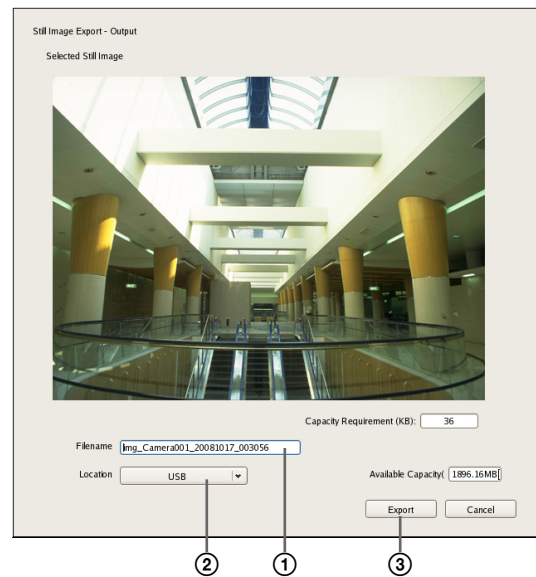 Still Image Export - Output
Selected Still Image
Capacity Requirement (KB): 36
Filename img_Camera001_20081017_003056
Location USB Available Capacity( 1896.16MB
Export Cancel
② ① ③